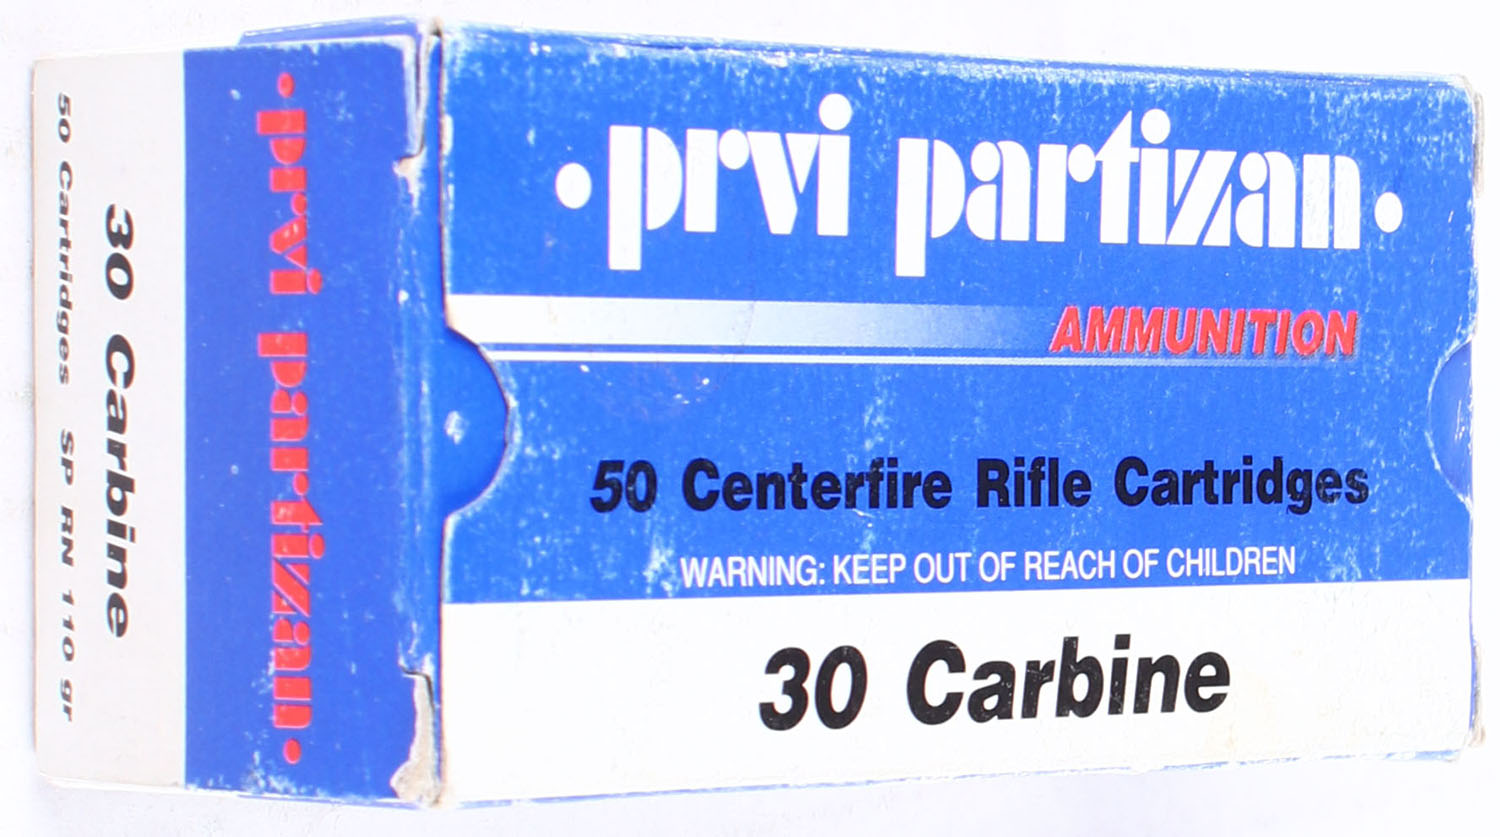 • prvi partizan •
AMMUNITION
50 Centerfire Rifle Cartridges
WARNING: KEEP OUT OF REACH OF CHILDREN
30 Carbine
• prvi partizan •
30 Carbine
50 Cartridges SP RN 110 gr